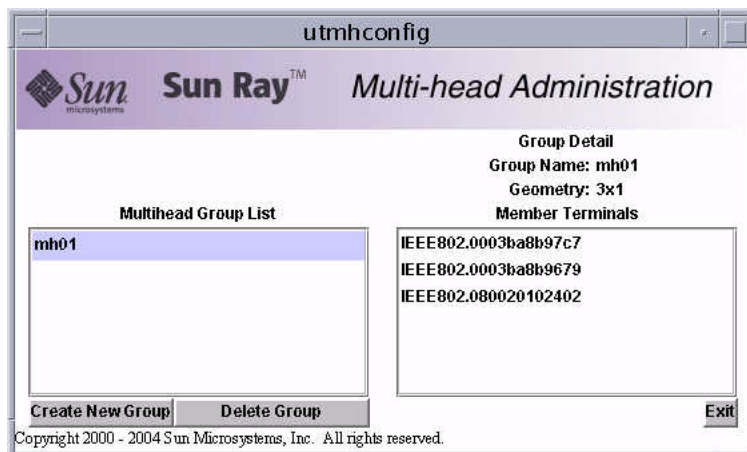 utmhconfig
Sun microsystems
Sun Ray™ Multi-head Administration
Group Detail
Group Name: mh01
Geometry: 3x1
Multihead Group List
Member Terminals
mh01
IEEE802.0003ba8b97c7
IEEE802.0003ba8b9679
IEEE802.080020102402
Create New Group
Delete Group
Exit
Copyright 2000 - 2004 Sun Microsystems, Inc. All rights reserved.